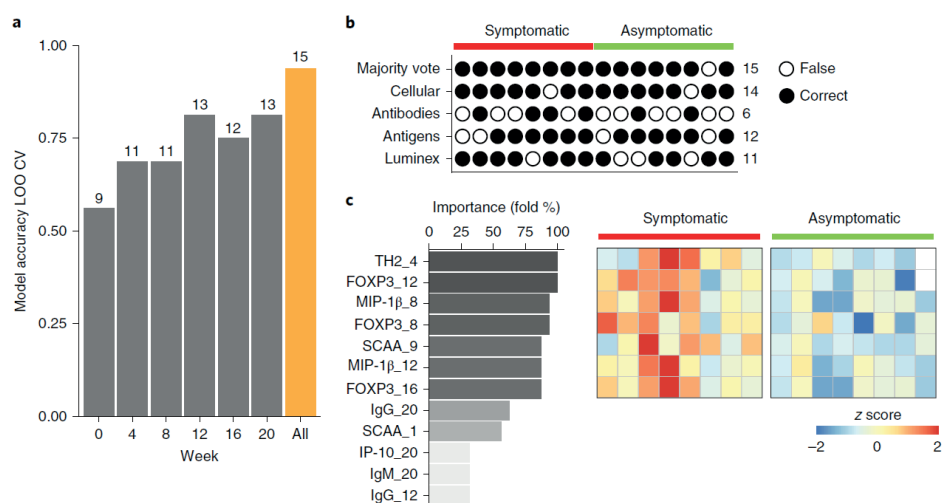 a
Model accuracy LOO CV
1.00
0.75
0.50
0.25
0.00
9
11
11
13
12
13
15
0 4 8 12 16 20 All
Week
b
Symptomatic Asymptomatic
Majority vote 15
Cellular 14
Antibodies 6
Antigens 12
Luminex 11
False
Correct
c
Importance (fold %)
0 25 50 75 100
TH2_4
FOXP3_12
MIP-1β_8
FOXP3_8
SCAA_9
MIP-1β_12
FOXP3_16
IgG_20
SCAA_1
IP-10_20
IgM_20
IgG_12
Symptomatic Asymptomatic
z score
−2 0 2